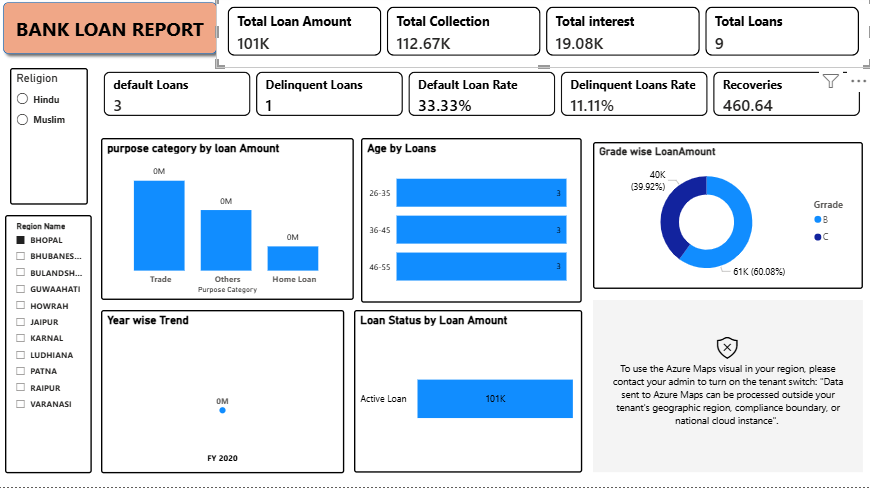 BANK LOAN REPORT
Total Loan Amount
101K
Total Collection
112.67K
Total interest
19.08K
Total Loans
9
Religion
Hindu
Muslim
default Loans
3
Delinquent Loans
1
Default Loan Rate
33.33%
Delinquent Loans Rate
11.11%
Recoveries
460.64
purpose category by loan Amount
0M
0M
0M
Trade
Others
Home Loan
Purpose Category
Age by Loans
26-35
3
36-45
3
46-55
3
Grade wise LoanAmount
40K
(39.92%)
61K (60.08%)
Grrade
B
C
Region Name
BHOPAL
BHUBANES...
BULANDSH...
GUWAAHATI
HOWRAH
JAIPUR
KARNAL
LUDHIANA
PATNA
RAIPUR
VARANASI
Year wise Trend
0M
FY 2020
Loan Status by Loan Amount
Active Loan
101K
To use the Azure Maps visual in your region, please
contact your admin to turn on the tenant switch: "Data
sent to Azure Maps can be processed outside your
tenant's geographic region, compliance boundary, or
national cloud instance".